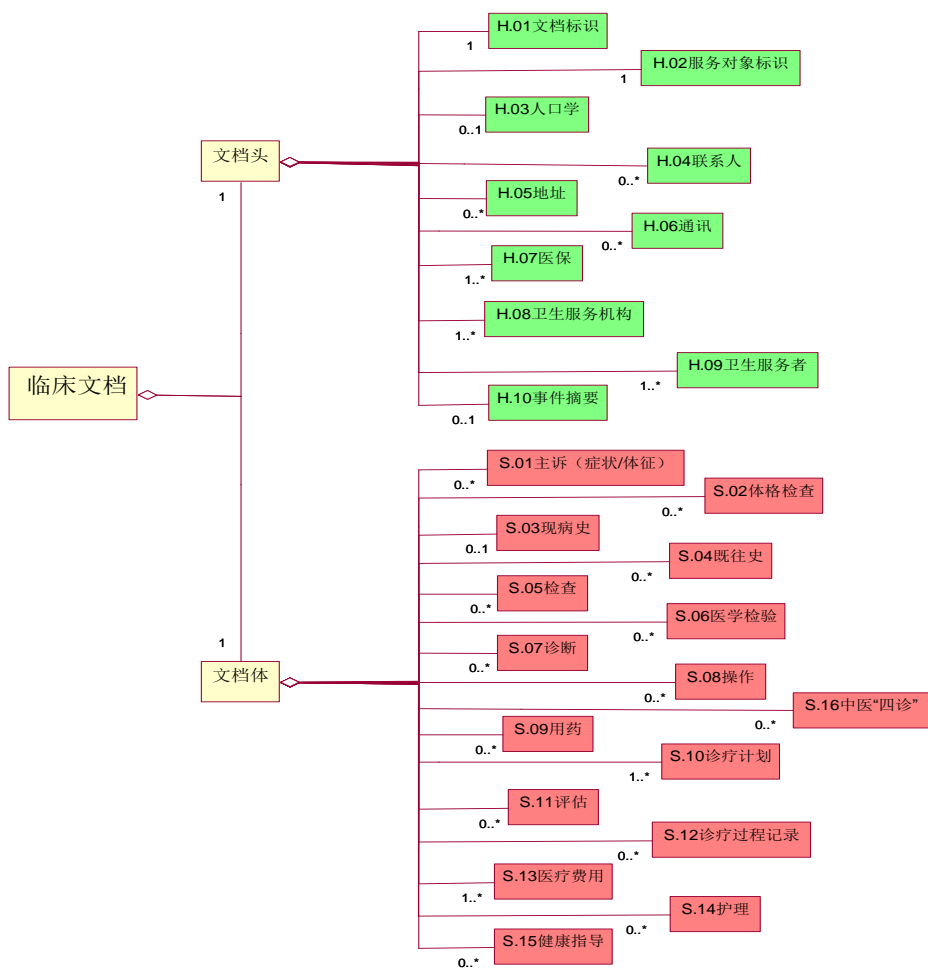 H.01文档标识
1
H.02服务对象标识
1
H.03人口学
0..1
文档头
1
H.04联系人
0..*
H.05地址
0..*
H.06通讯
0..*
H.07医保
1..*
H.08卫生服务机构
1..*
临床文档
H.09卫生服务者
1..*
H.10事件摘要
0..1
S.01主诉（症状/体征）
0..*
S.02体格检查
0..*
S.03现病史
0..1
S.04既往史
0..*
S.05检查
0..*
S.06医学检验
0..*
1
文档体
S.07诊断
0..*
S.08操作
0..*
S.16中医“四诊”
0..*
S.09用药
0..*
S.10诊疗计划
1..*
S.11评估
0..*
S.12诊疗过程记录
0..*
S.13医疗费用
1..*
S.14护理
0..*
S.15健康指导
0..*